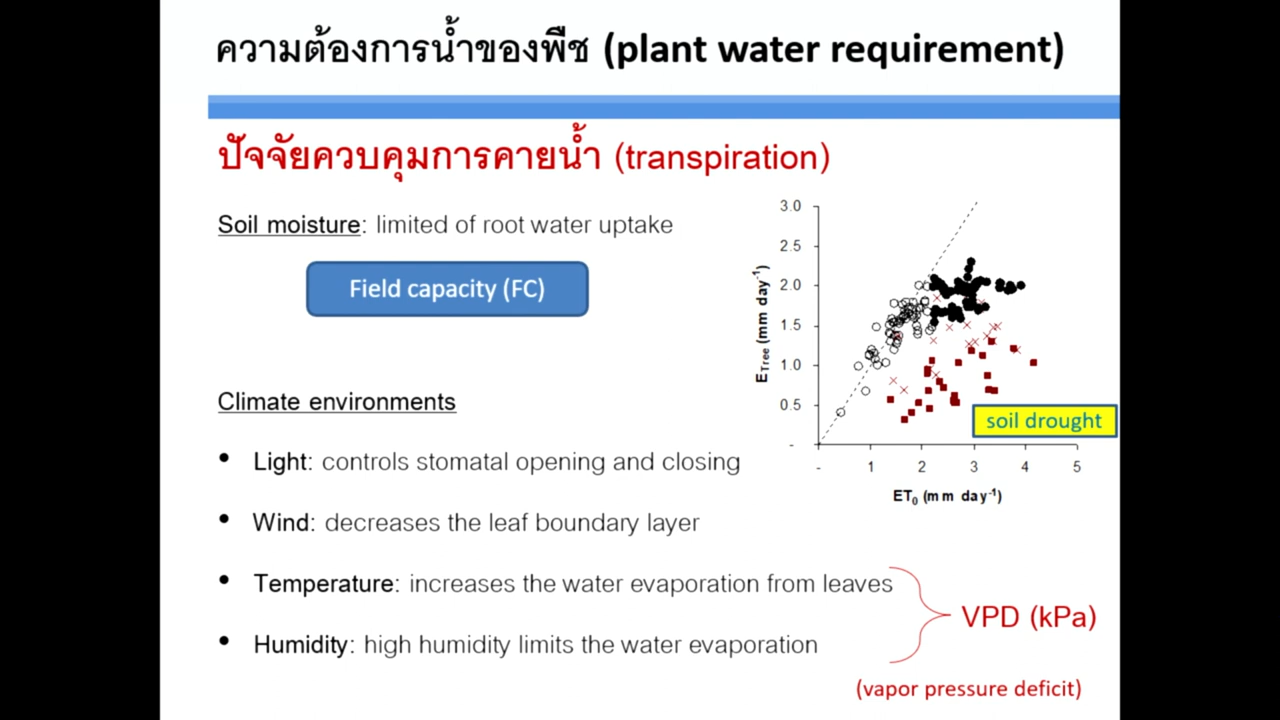 ความต้องการน้ำของพืช (plant water requirement)
ปัจจัยควบคุมการคายน้ำ (transpiration)
Soil moisture: limited of root water uptake
Field capacity (FC)
Climate environments
• Light: controls stomatal opening and closing
• Wind: decreases the leaf boundary layer
• Temperature: increases the water evaporation from leaves
• Humidity: high humidity limits the water evaporation
VPD (kPa)
(vapor pressure deficit)
3.0
2.5
2.0
1.5
1.0
0.5
-
E_Tree (mm day⁻¹)
soil drought
- 1 2 3 4 5
ET₀ (mm day⁻¹)